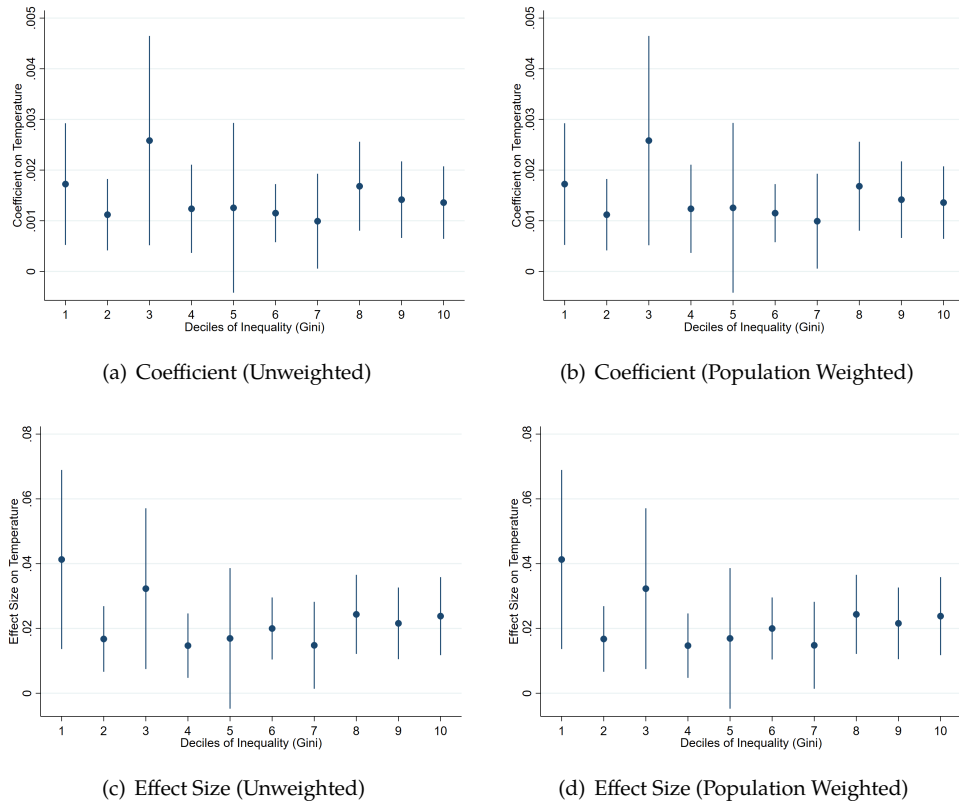 .005
.004
.003
.002
.001
0
Coefficient on Temperature
1 2 3 4 5 6 7 8 9 10
Deciles of Inequality (Gini)
(a) Coefficient (Unweighted)
.005
.004
.003
.002
.001
0
Coefficient on Temperature
1 2 3 4 5 6 7 8 9 10
Deciles of Inequality (Gini)
(b) Coefficient (Population Weighted)
.08
.06
.04
.02
0
Effect Size on Temperature
1 2 3 4 5 6 7 8 9 10
Deciles of Inequality (Gini)
(c) Effect Size (Unweighted)
.08
.06
.04
.02
0
Effect Size on Temperature
1 2 3 4 5 6 7 8 9 10
Deciles of Inequality (Gini)
(d) Effect Size (Population Weighted)